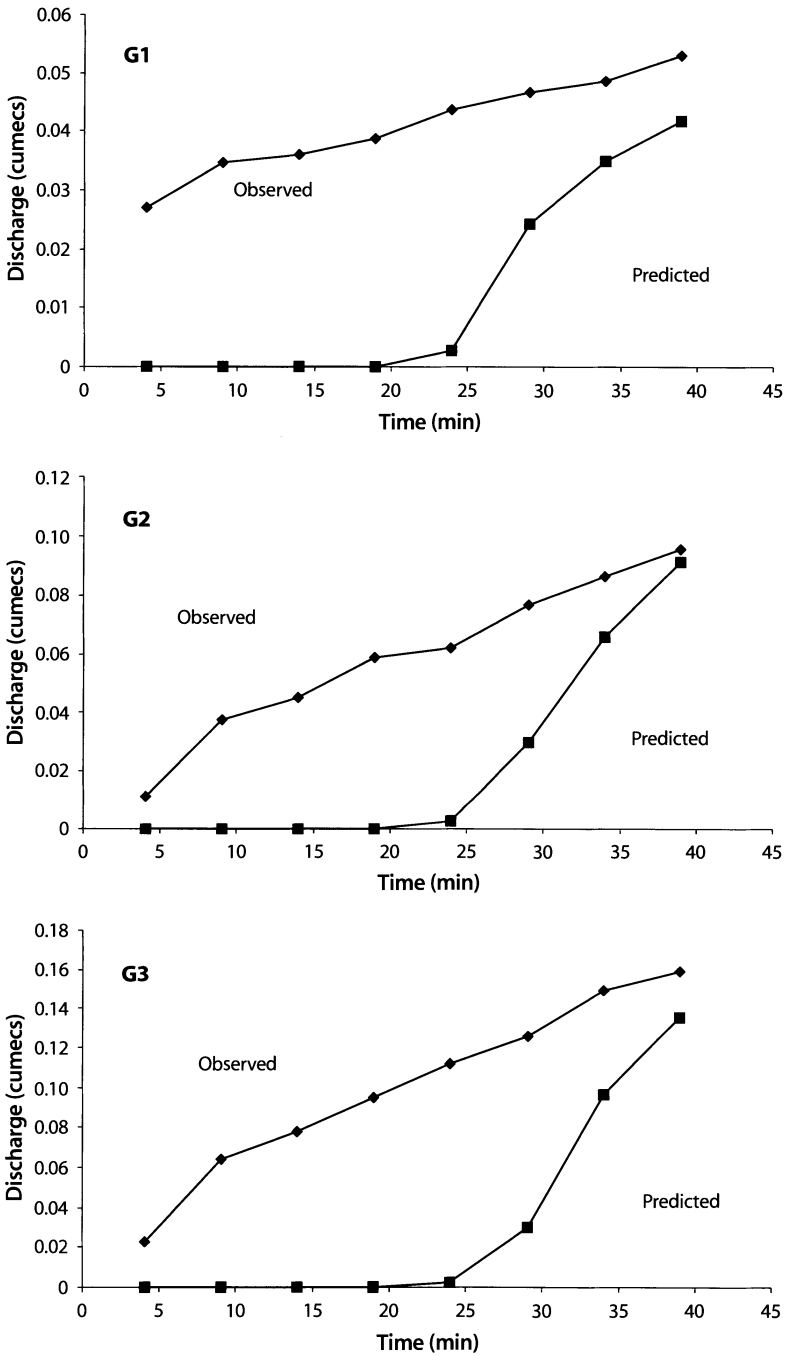 0.06
G1
0.05
0.04
Discharge (cumecs)
0.03
Observed
0.02
Predicted
0.01
0
0 5 10 15 20 25 30 35 40 45
Time (min)
0.12
G2
0.10
0.08
Discharge (cumecs)
Observed
0.06
0.04
Predicted
0.02
0
0 5 10 15 20 25 30 35 40 45
Time (min)
0.18
G3
0.16
0.14
0.12
Discharge (cumecs)
Observed
0.10
0.08
0.06
0.04
Predicted
0.02
0
0 5 10 15 20 25 30 35 40 45
Time (min)